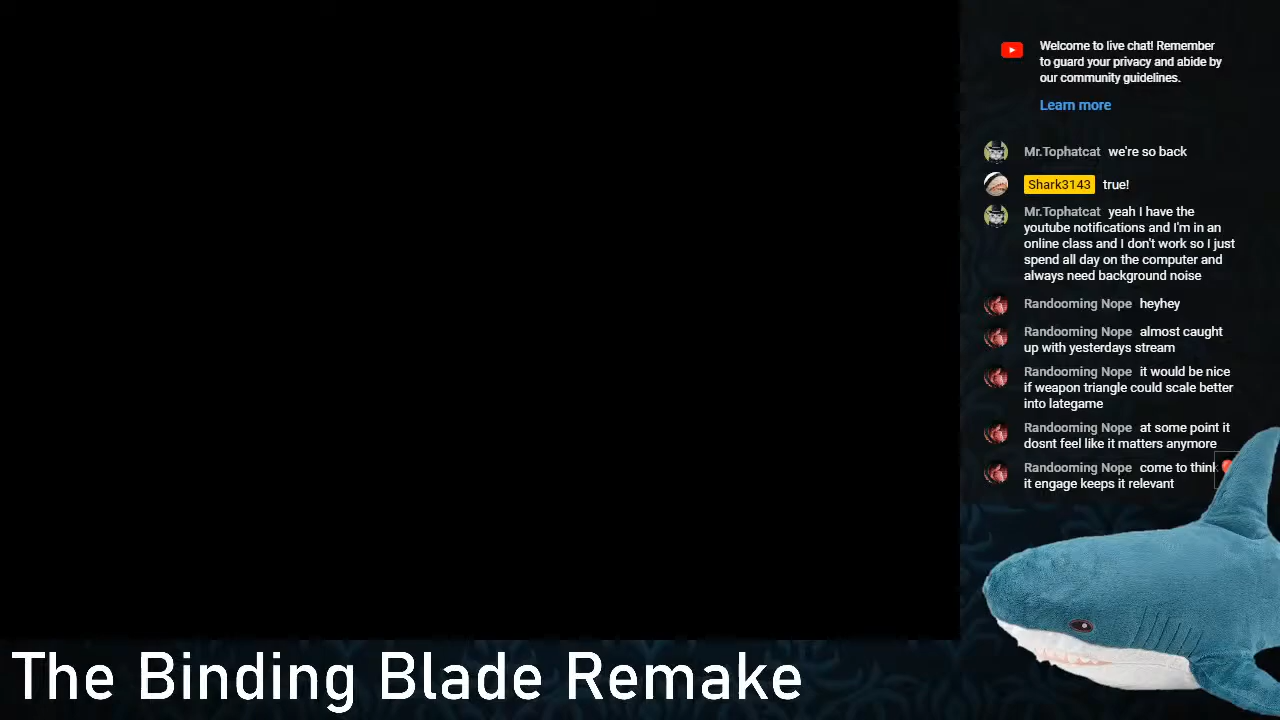 Welcome to live chat! Remember
to guard your privacy and abide by
our community guidelines.
Learn more
Mr.Tophatcat we're so back
Shark3143 true!
Mr.Tophatcat yeah I have the
youtube notifications and I'm in an
online class and I don't work so I just
spend all day on the computer and
always need background noise
Randooming Nope heyhey
Randooming Nope almost caught
up with yesterdays stream
Randooming Nope it would be nice
if weapon triangle could scale better
into lategame
Randooming Nope at some point it
dosnt feel like it matters anymore
Randooming Nope come to think
it engage keeps it relevant
The Binding Blade Remake